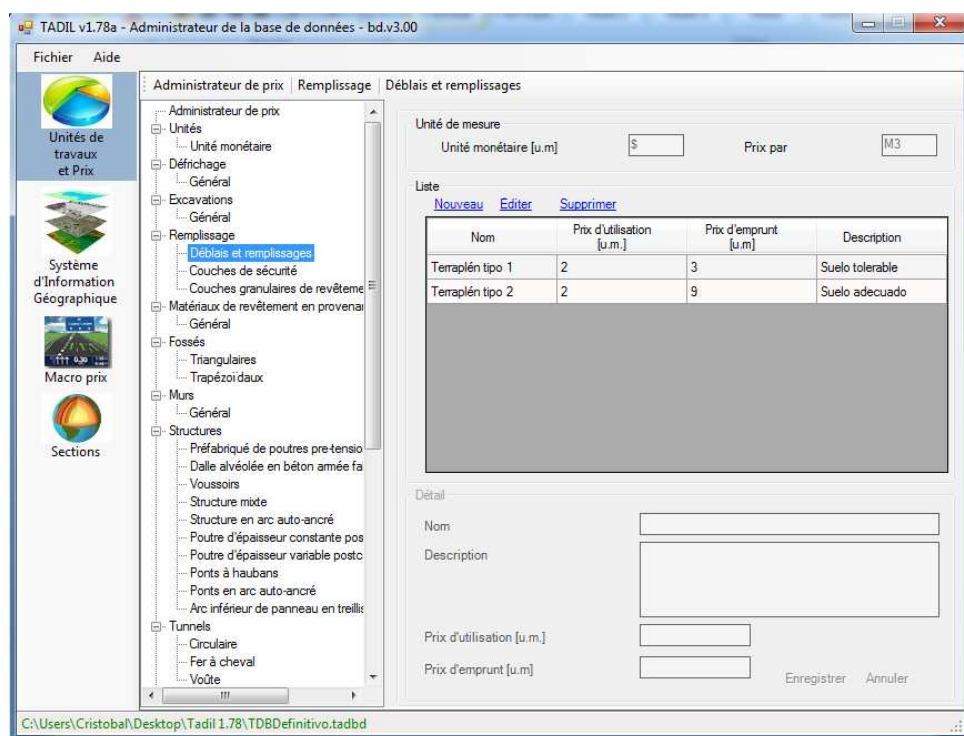 TADIL v1.78a - Administrateur de la base de données - bd.v3.00
Fichier Aide
Unités de
travaux
et Prix
Système
d'Information
Géographique
Macro prix
Sections
Administrateur de prix Remplissage Déblais et remplissages
Administrateur de prix
Unités
Unité monétaire
Défrichage
Général
Excavations
Général
Remplissage
Déblais et remplissages
Couches de sécurité
Couches granulaires de revêteme
Matériaux de revêtement en provenai
Général
Fossés
Triangulaires
Trapézoïdaux
Murs
Général
Structures
Préfabriqué de poutres pre-tensio
Dalle alvéolée en béton armée fa
Voussoirs
Structure mixte
Structure en arc auto-ancré
Poutre d'épaisseur constante pos
Poutre d'épaisseur variable postc
Ponts à haubans
Ponts en arc auto-ancré
Arc inférieur de panneau en treillis
Tunnels
Circulaire
Fer à cheval
Voûte
Unité de mesure
Unité monétaire [u.m] $ Prix par M3
Liste
Nouveau Éditer Supprimer
Nom Prix d'utilisation [u.m.] Prix d'emprunt [u.m] Description
Terraplén tipo 1 2 3 Suelo tolerable
Terraplén tipo 2 2 9 Suelo adecuado
Détail
Nom
Description
Prix d'utilisation [u.m.]
Prix d'emprunt [u.m]
Enregistrer Annuler
C:\Users\Cristobal\Desktop\Tadil 1.78\TDBDefinitivo.tadbd